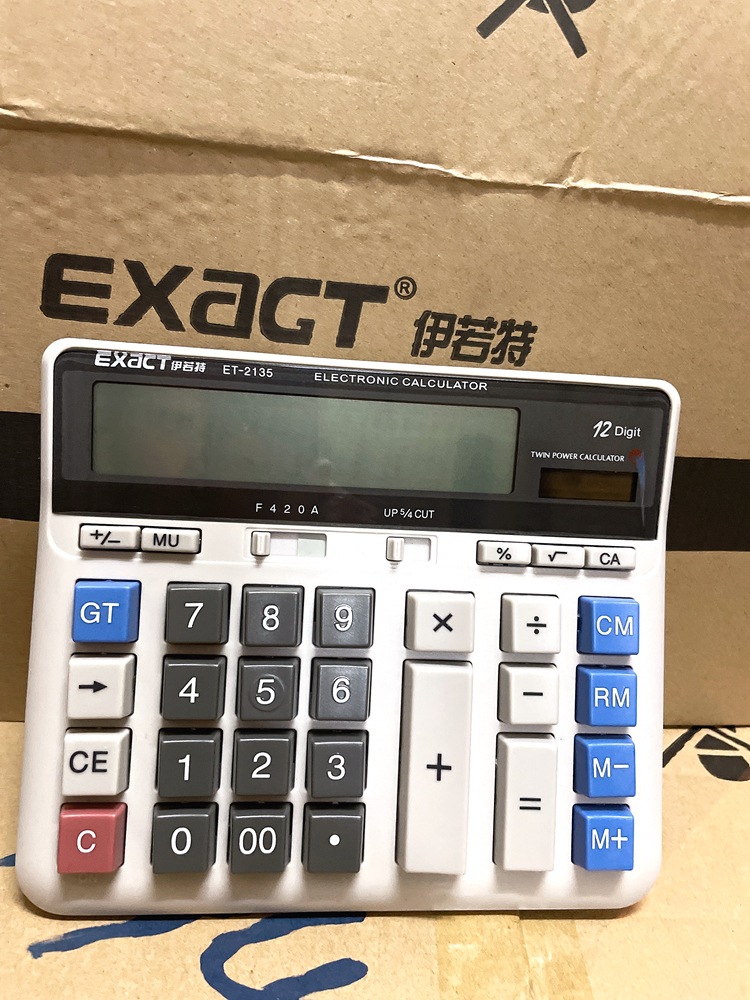 EXACT® 伊若特
EXACT 伊若特 ET-2135 ELECTRONIC CALCULATOR
12 Digit
TWIN POWER CALCULATOR
F 4 2 0 A UP 5/4 CUT
+/− MU % √ CA
GT 7 8 9 × ÷ CM
→ 4 5 6 − RM
CE 1 2 3 + M−
C 0 00 • = M+